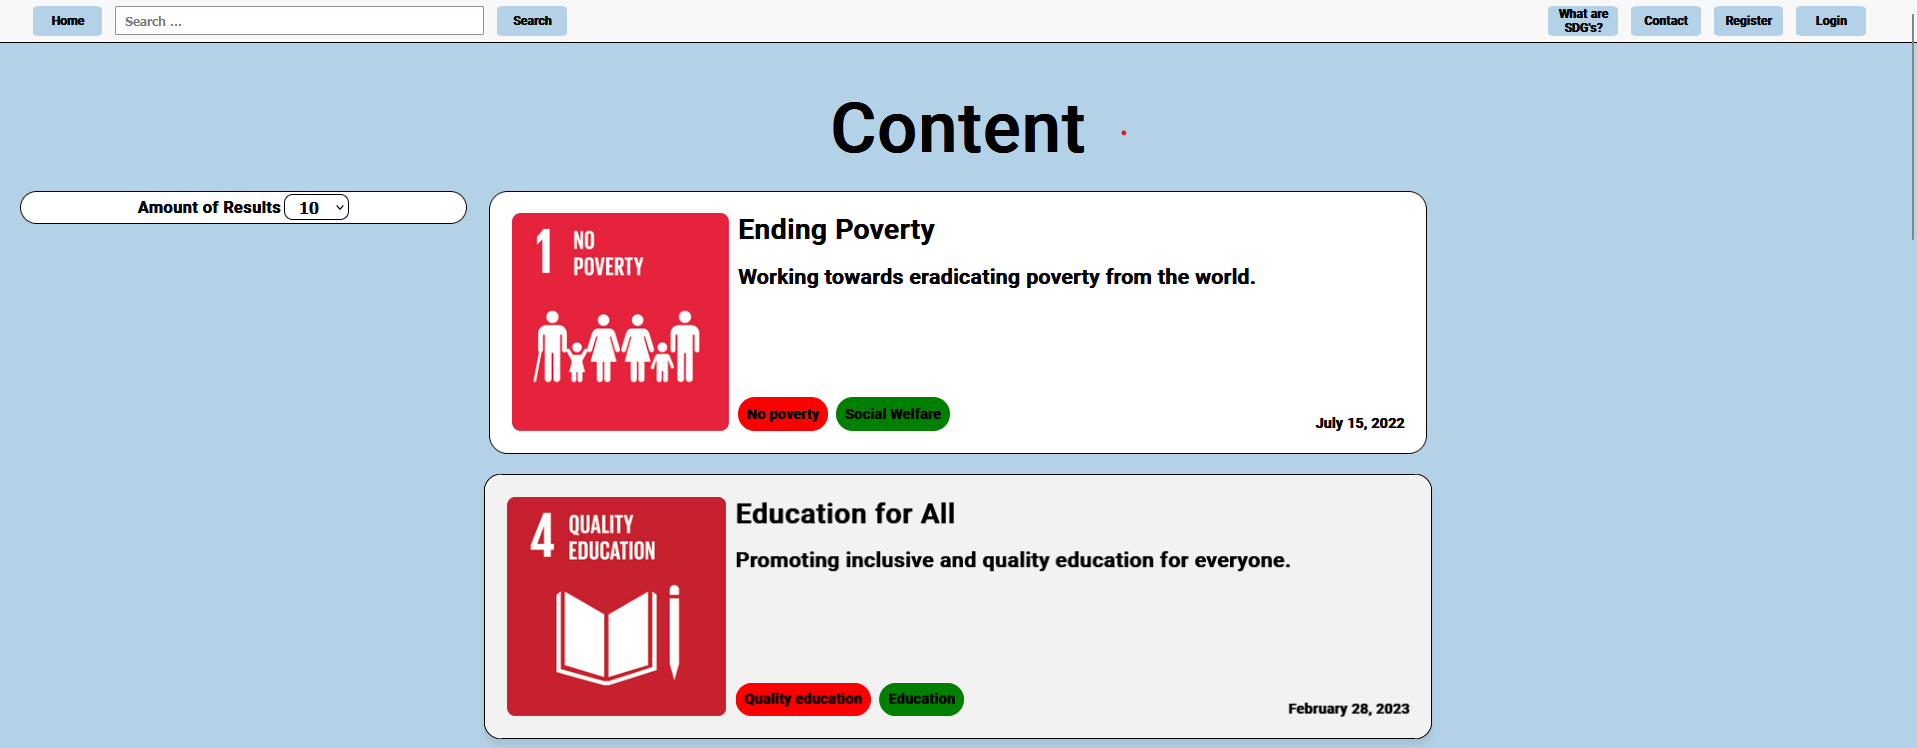 Home
Search ...
Search
What are
SDG's?
Contact
Register
Login
Content
Amount of Results 10
1 NO
POVERTY
Ending Poverty
Working towards eradicating poverty from the world.
No poverty
Social Welfare
July 15, 2022
4 QUALITY
EDUCATION
Education for All
Promoting inclusive and quality education for everyone.
Quality education
Education
February 28, 2023